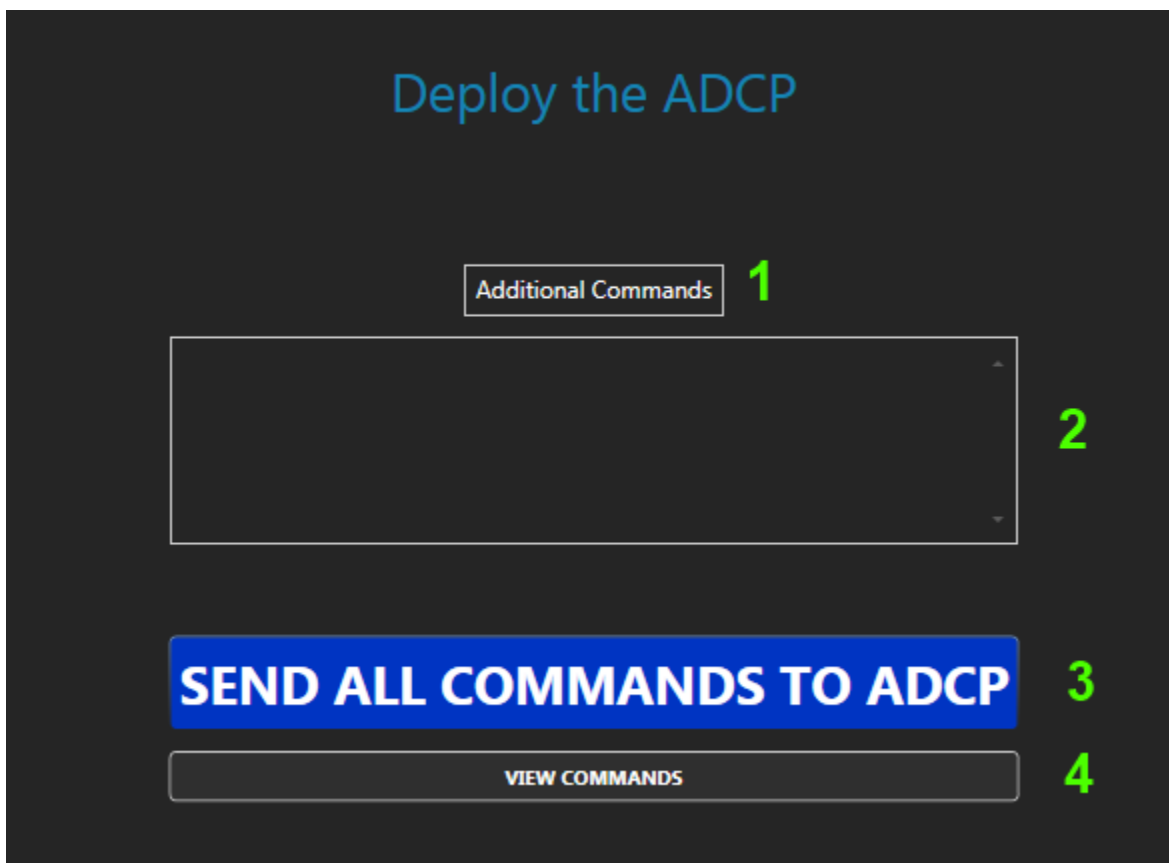 Deploy the ADCP
Additional Commands 1
2
SEND ALL COMMANDS TO ADCP 3
VIEW COMMANDS 4